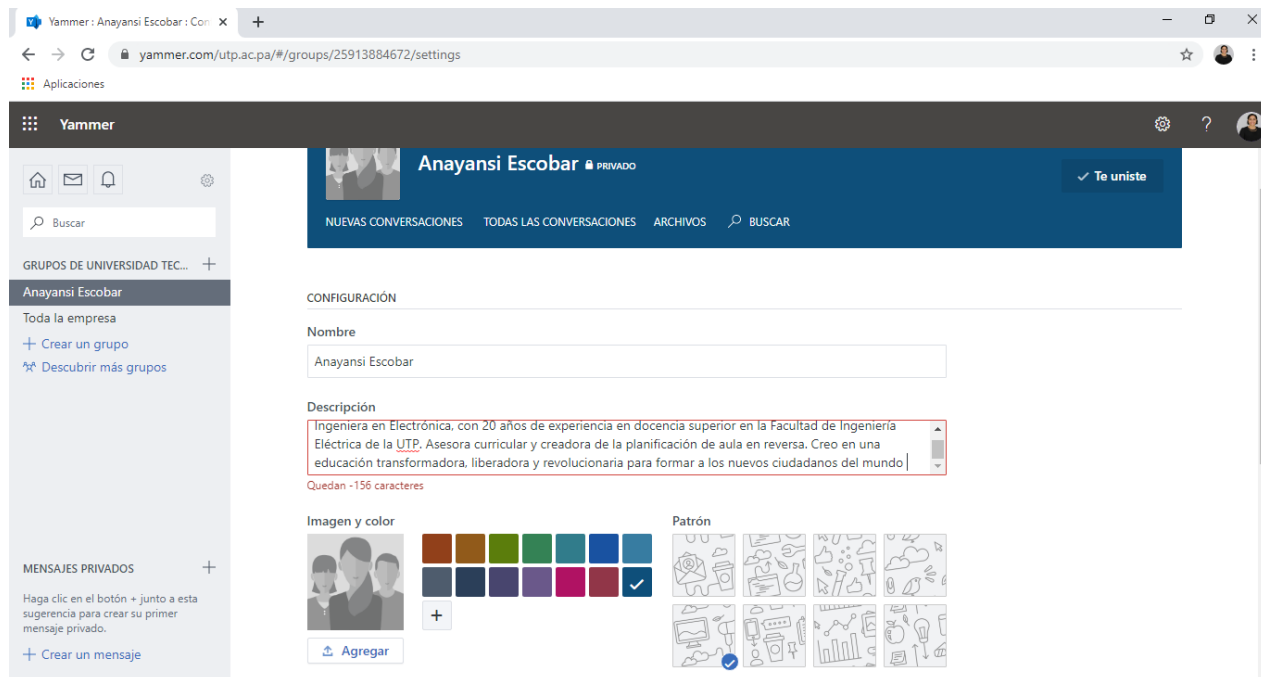 Yammer : Anayansi Escobar : Con
yammer.com/utp.ac.pa/#/groups/25913884672/settings
Aplicaciones
Yammer
Buscar
GRUPOS DE UNIVERSIDAD TEC...
Anayansi Escobar
Toda la empresa
Crear un grupo
Descubrir más grupos
MENSAJES PRIVADOS
Haga clic en el botón + junto a esta
sugerencia para crear su primer
mensaje privado.
Crear un mensaje
Anayansi Escobar PRIVADO
Te uniste
NUEVAS CONVERSACIONES TODAS LAS CONVERSACIONES ARCHIVOS BUSCAR
CONFIGURACIÓN
Nombre
Anayansi Escobar
Descripción
Ingeniera en Electrónica, con 20 años de experiencia en docencia superior en la Facultad de Ingeniería
Eléctrica de la UTP. Asesora curricular y creadora de la planificación de aula en reversa. Creo en una
educación transformadora, liberadora y revolucionaria para formar a los nuevos ciudadanos del mundo
Quedan -156 caracteres
Imagen y color
Patrón
Agregar